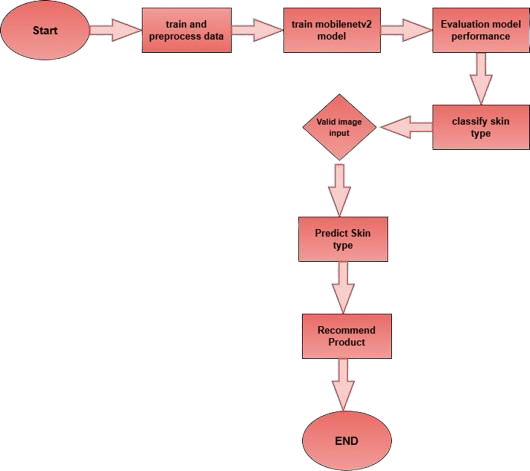 Start
train and
preprocess data
train mobilenetv2
model
Evaluation model
performance
classify skin
type
Valid image
input
Predict Skin
type
Recommend
Product
END